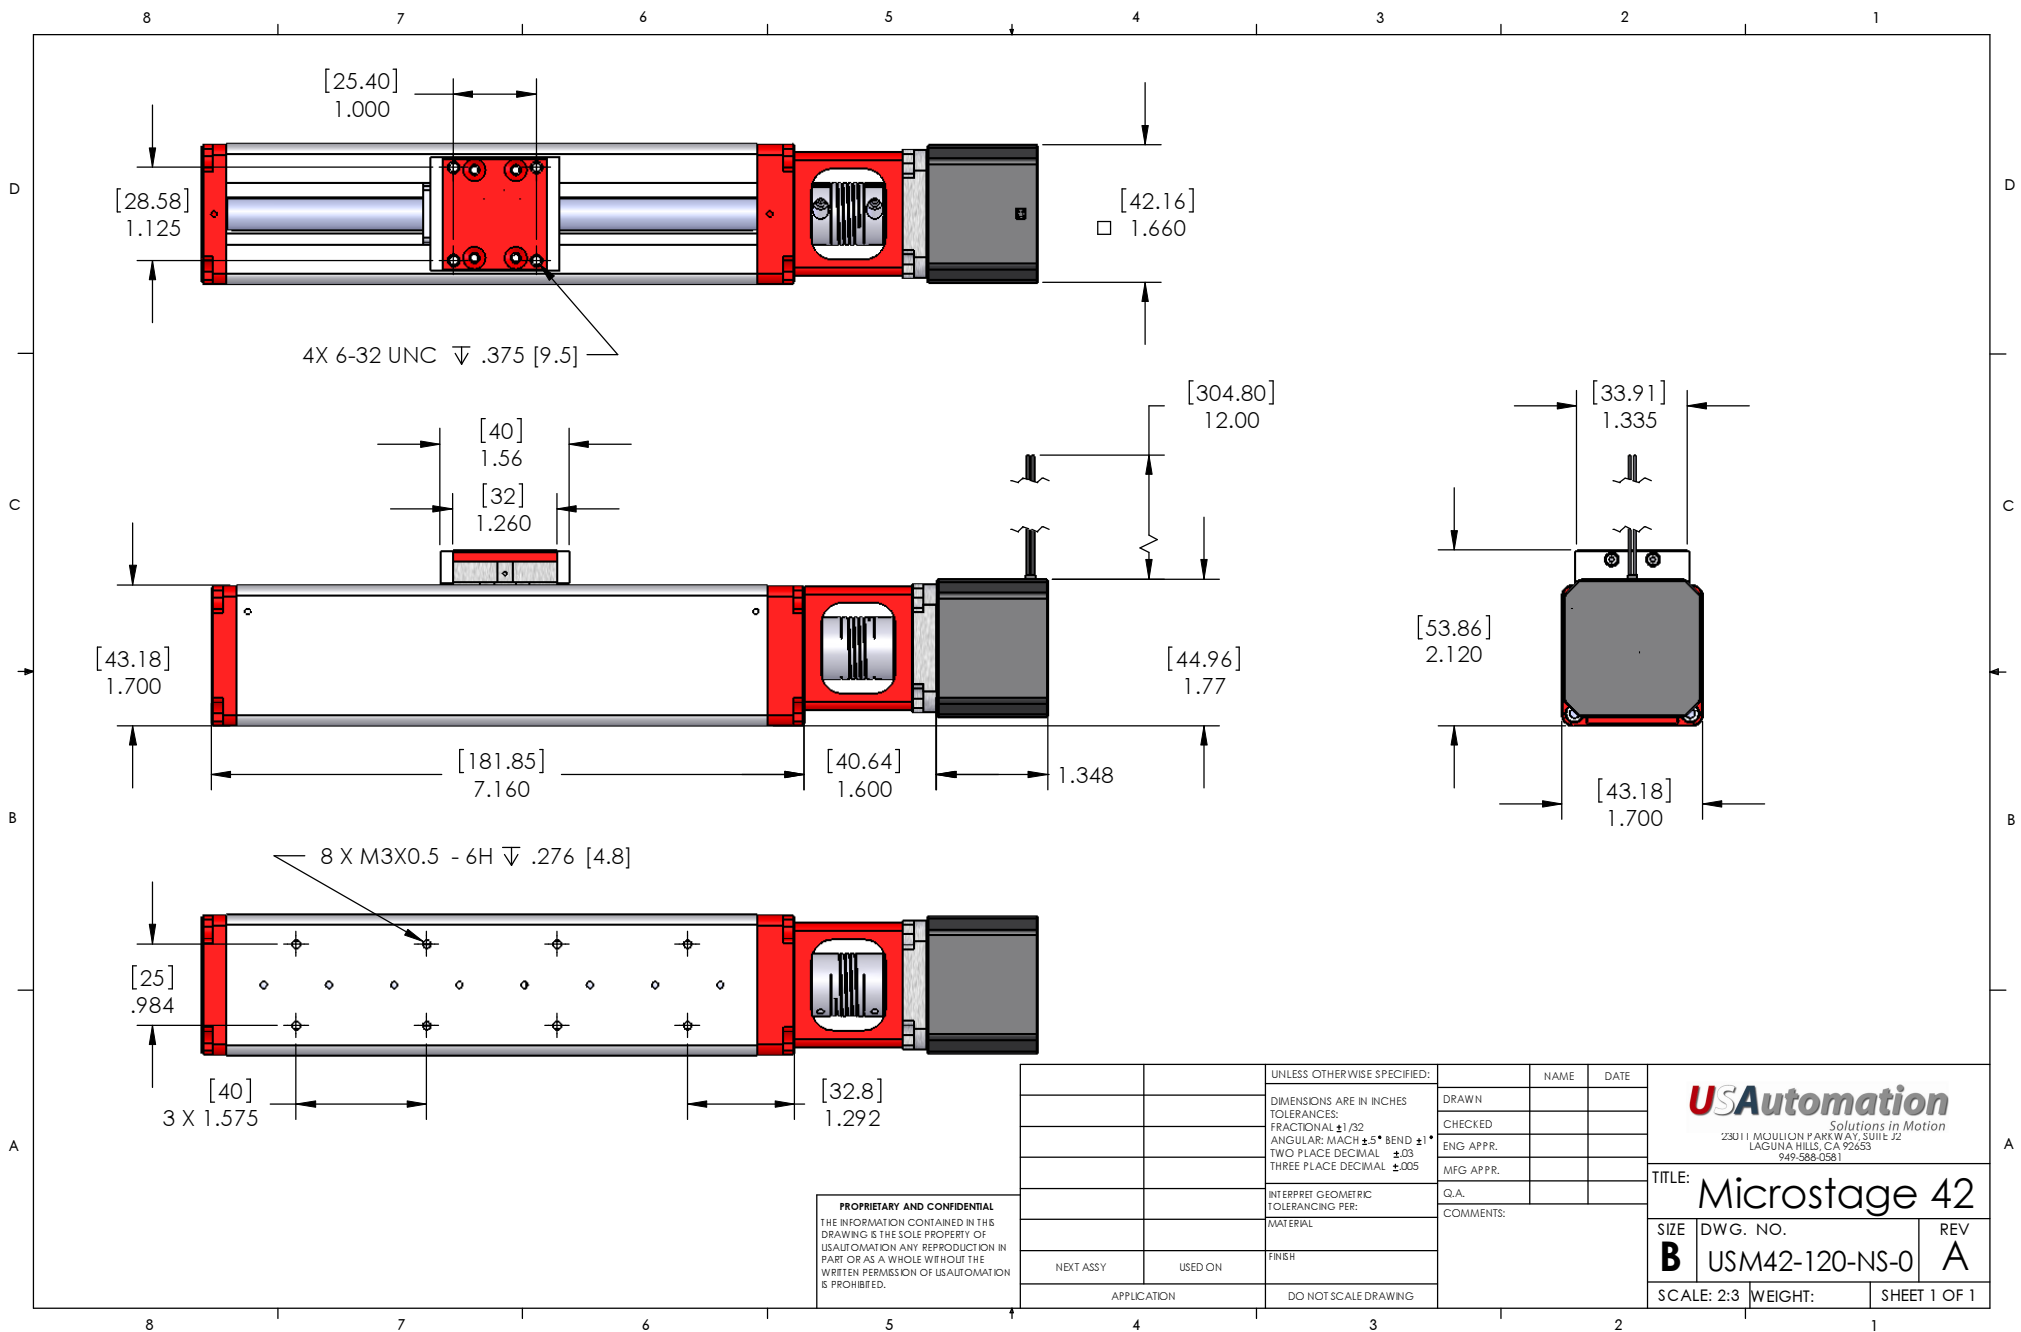 8 7 6 5 4 3 2 1
D D
C C
B B
A A
[25.40]
1.000
[28.58]
1.125
[42.16]
□ 1.660
4X 6-32 UNC ↧ .375 [9.5]
[40]
1.56
[32]
1.260
[304.80]
12.00
[33.91]
1.335
[43.18]
1.700
[44.96]
1.77
[53.86]
2.120
[181.85]
7.160
[40.64]
1.600
1.348
[43.18]
1.700
8 X M3X0.5 - 6H ↧ .276 [4.8]
[25]
.984
[40]
3 X 1.575
[32.8]
1.292
PROPRIETARY AND CONFIDENTIAL
THE INFORMATION CONTAINED IN THIS
DRAWING IS THE SOLE PROPERTY OF
USAUTOMATION ANY REPRODUCTION IN
PART OR AS A WHOLE WITHOUT THE
WRITTEN PERMISSION OF USAUTOMATION
IS PROHIBITED.
NEXT ASSY USED ON
APPLICATION
UNLESS OTHERWISE SPECIFIED:
DIMENSIONS ARE IN INCHES
TOLERANCES:
FRACTIONAL ±1/32
ANGULAR: MACH ±.5° BEND ±1°
TWO PLACE DECIMAL ±.03
THREE PLACE DECIMAL ±.005
INTERPRET GEOMETRIC
TOLERANCING PER:
MATERIAL
FINISH
DO NOT SCALE DRAWING
NAME DATE
DRAWN
CHECKED
ENG APPR.
MFG APPR.
Q.A.
COMMENTS:
USAutomation
Solutions in Motion
23011 MOULTON PARKWAY, SUITE J2
LAGUNA HILLS, CA 92653
949-588-0581
TITLE:
Microstage 42
SIZE DWG. NO. REV
B USM42-120-NS-0 A
SCALE: 2:3 WEIGHT: SHEET 1 OF 1
8 7 6 5 4 3 2 1